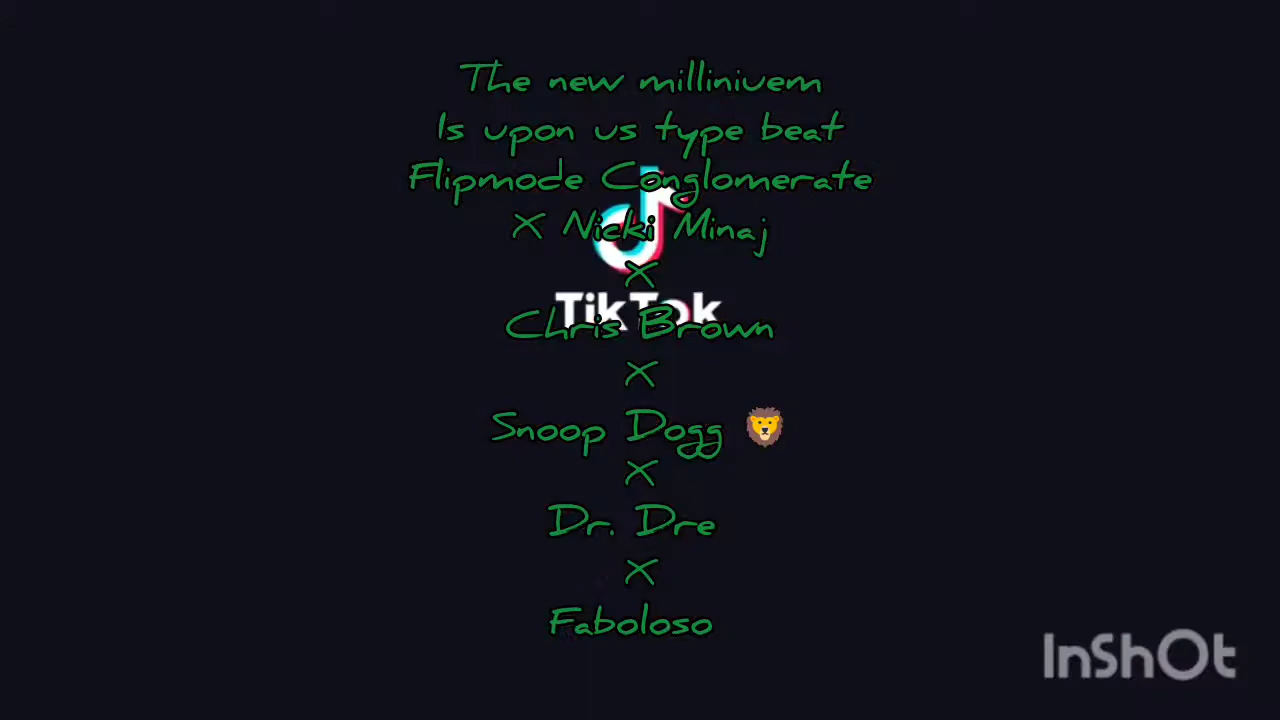 The new millinivem
Is upon us type beat
Flipmode Conglomerate
X Nicki Minaj
X
TikTok
Chris Brown
X
Snoop Dogg 🦁
X
Dr. Dre
X
Faboloso
InShOt